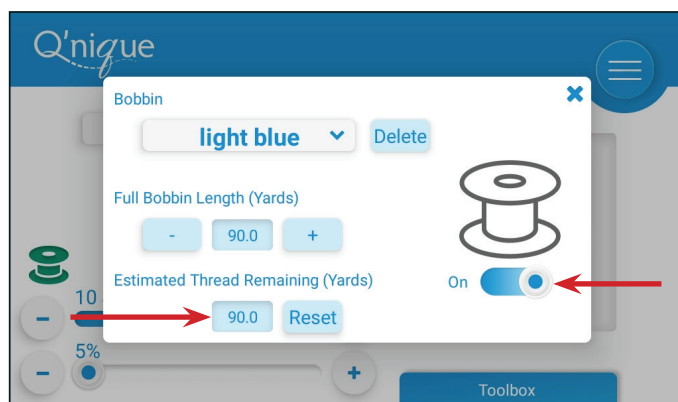 Q'nique
Bobbin
light blue
Delete
Full Bobbin Length (Yards)
-
90.0
+
Estimated Thread Remaining (Yards)
90.0
Reset
On
10
-
5%
-
+
Toolbox